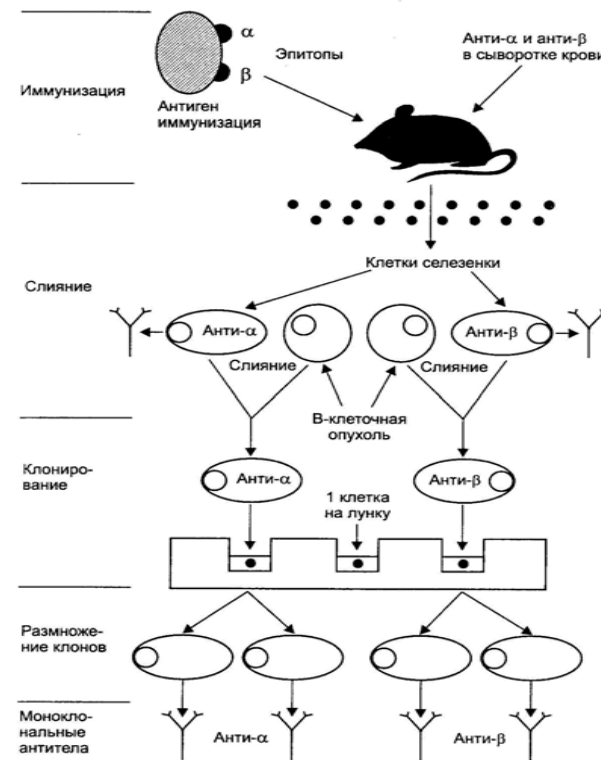 α
β
Эпитопы
Анти-α и анти-β
в сыворотке крови
Иммунизация
Антиген
иммунизация
Клетки селезенки
Слияние
Анти-α
Анти-β
Слияние
Слияние
В-клеточная
опухоль
Клониро-
вание
Анти-α
Анти-β
1 клетка
на лунку
Размноже-
ние клонов
Монокло-
нальные
антитела
Анти-α
Анти-β